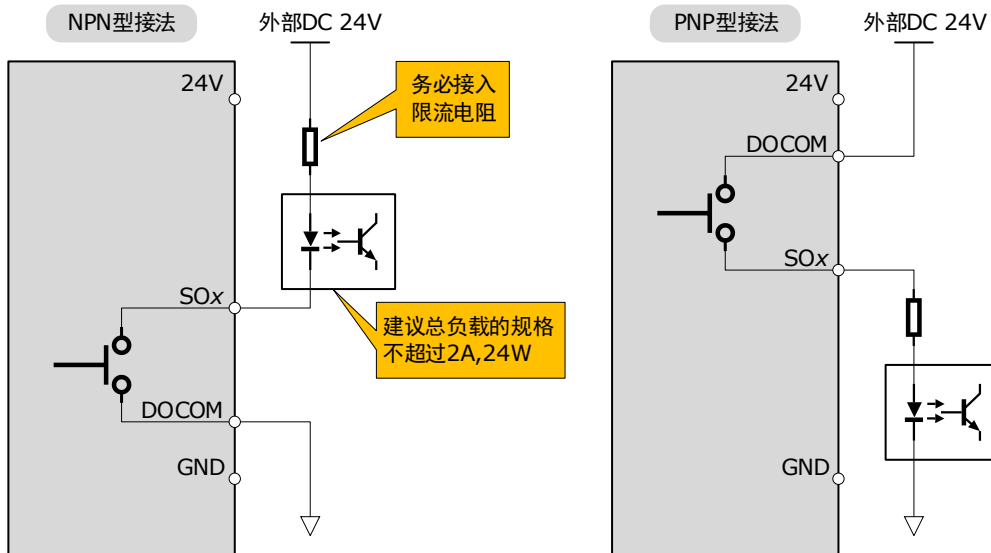 NPN型接法
外部DC 24V
24V
务必接入
限流电阻
SOx
建议总负载的规格
不超过2A,24W
DOCOM
GND
PNP型接法
外部DC 24V
24V
DOCOM
SOx
GND